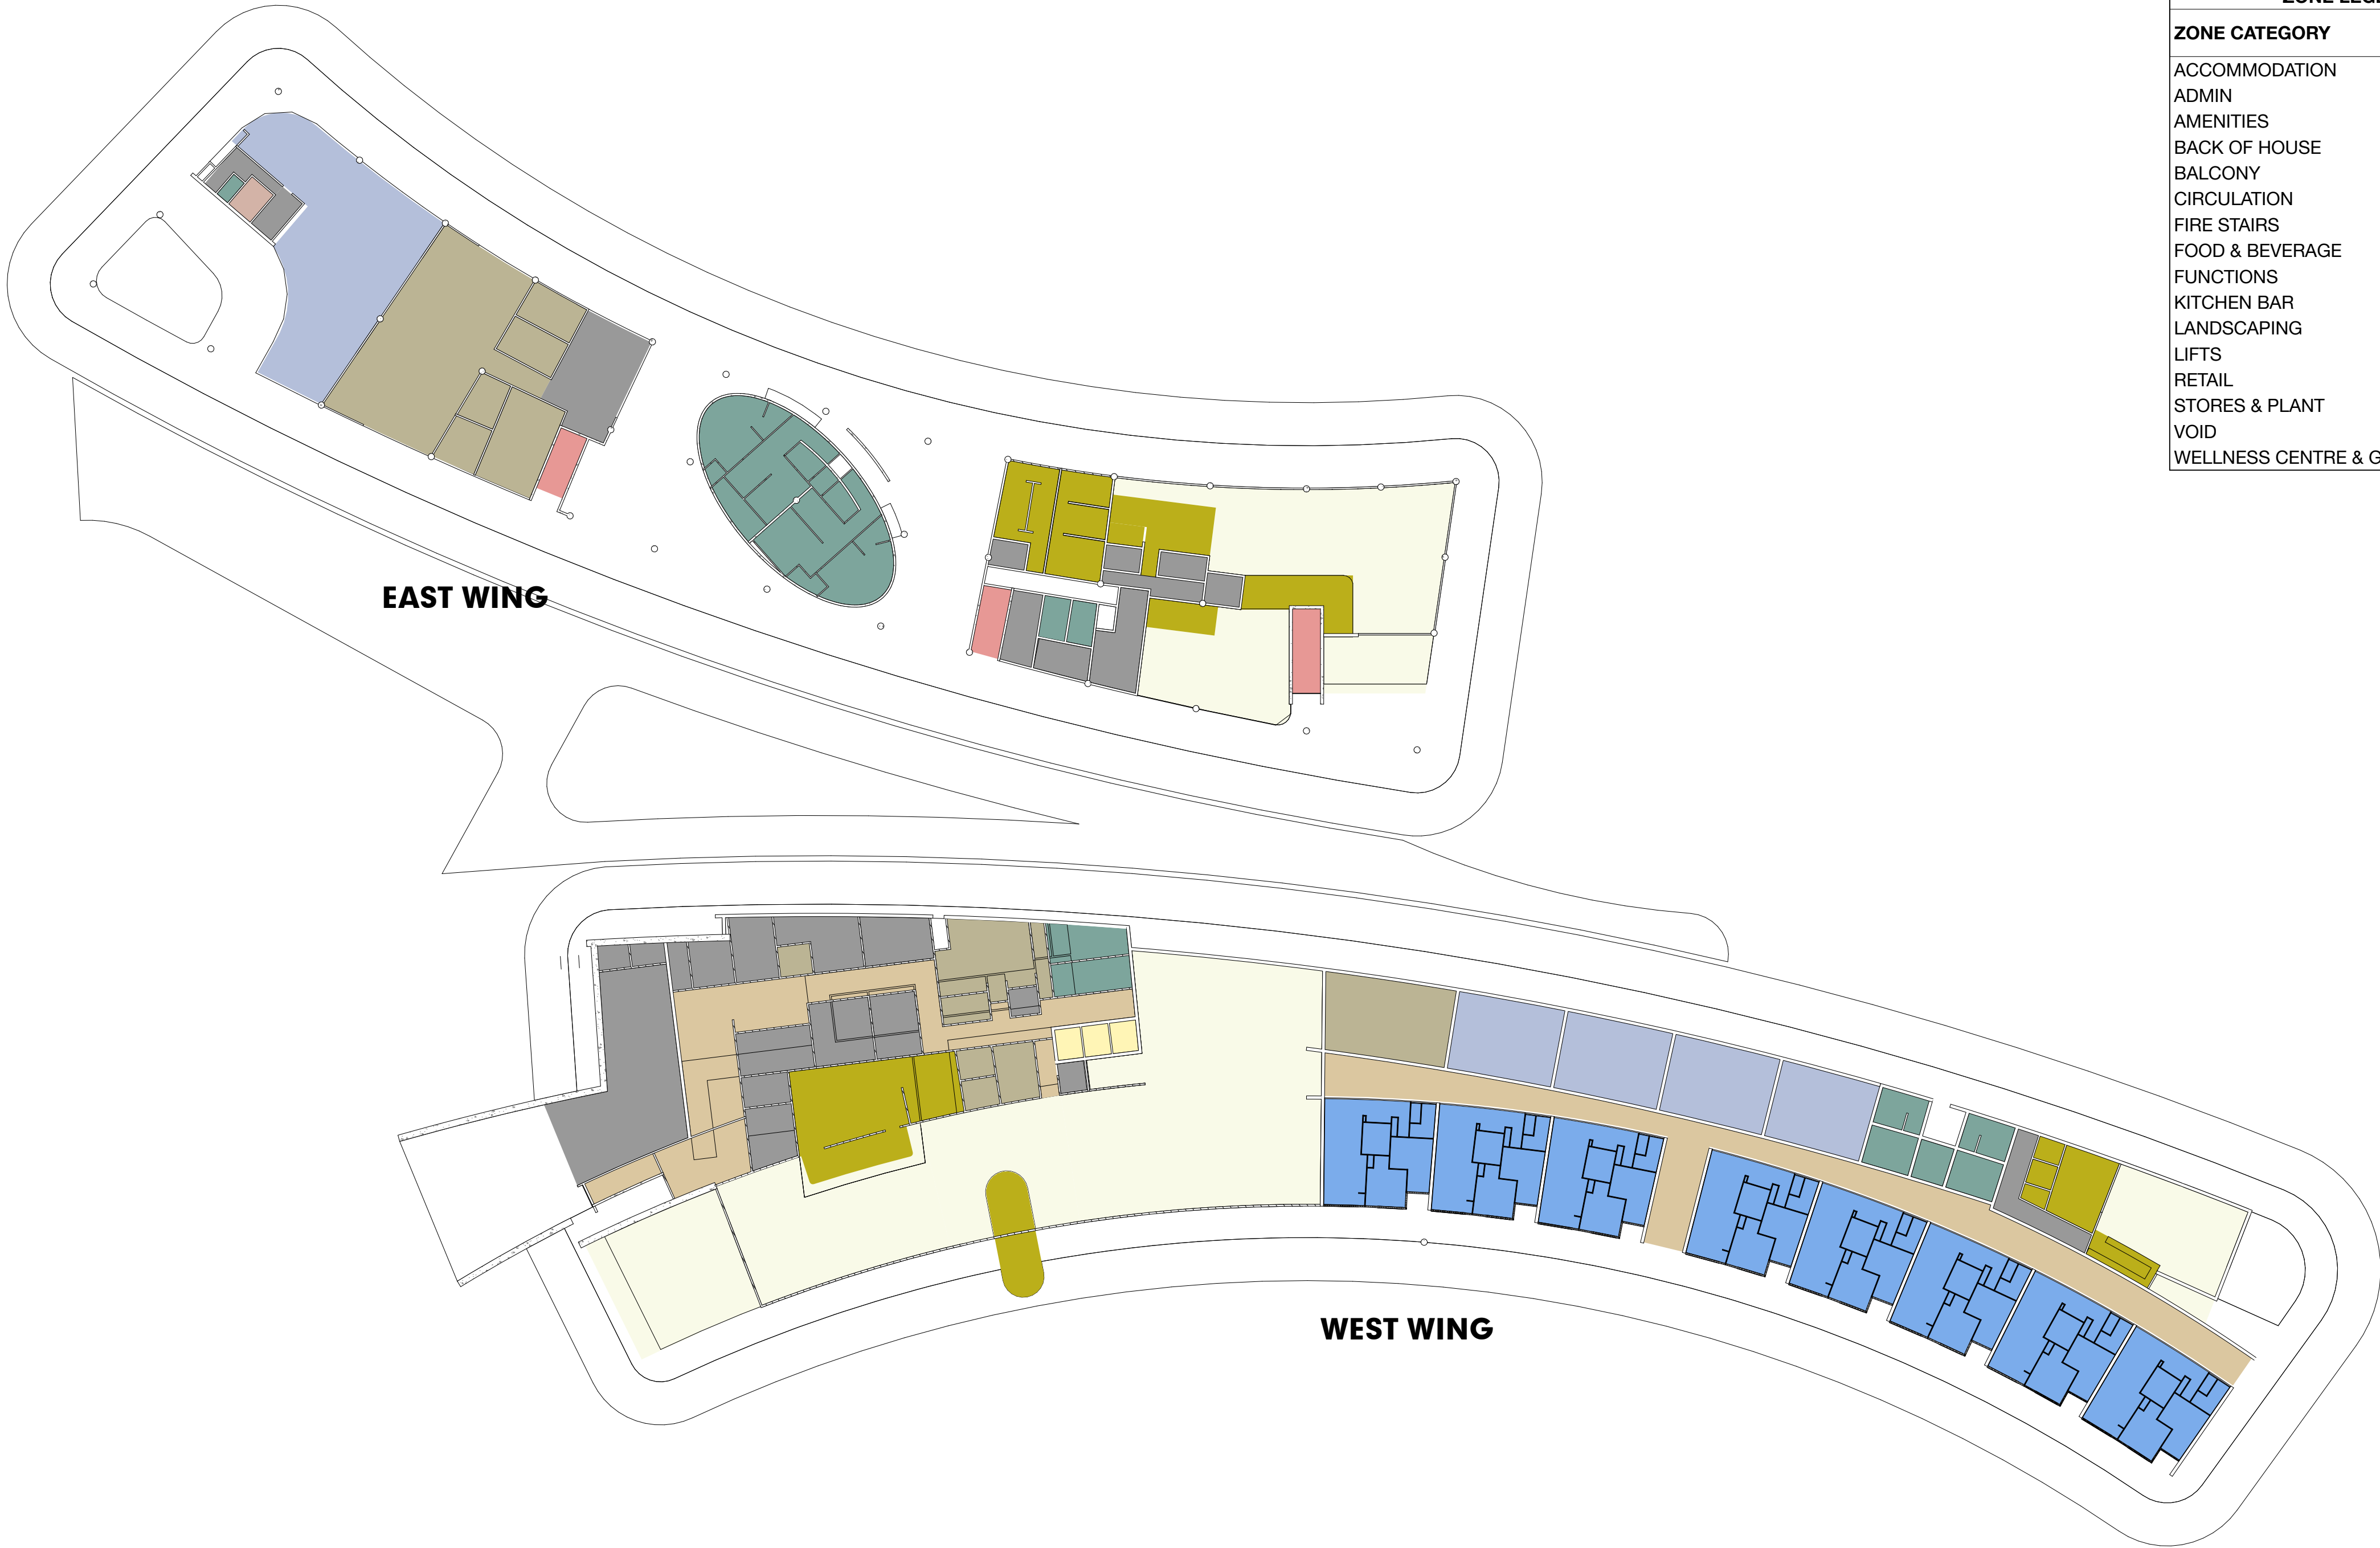 ZONE CATEGORY
ACCOMMODATION
ADMIN
AMENITIES
BACK OF HOUSE
BALCONY
CIRCULATION
FIRE STAIRS
FOOD & BEVERAGE
FUNCTIONS
KITCHEN BAR
LANDSCAPING
LIFTS
RETAIL
STORES & PLANT
VOID
WELLNESS CENTRE & G
EAST WING
WEST WING